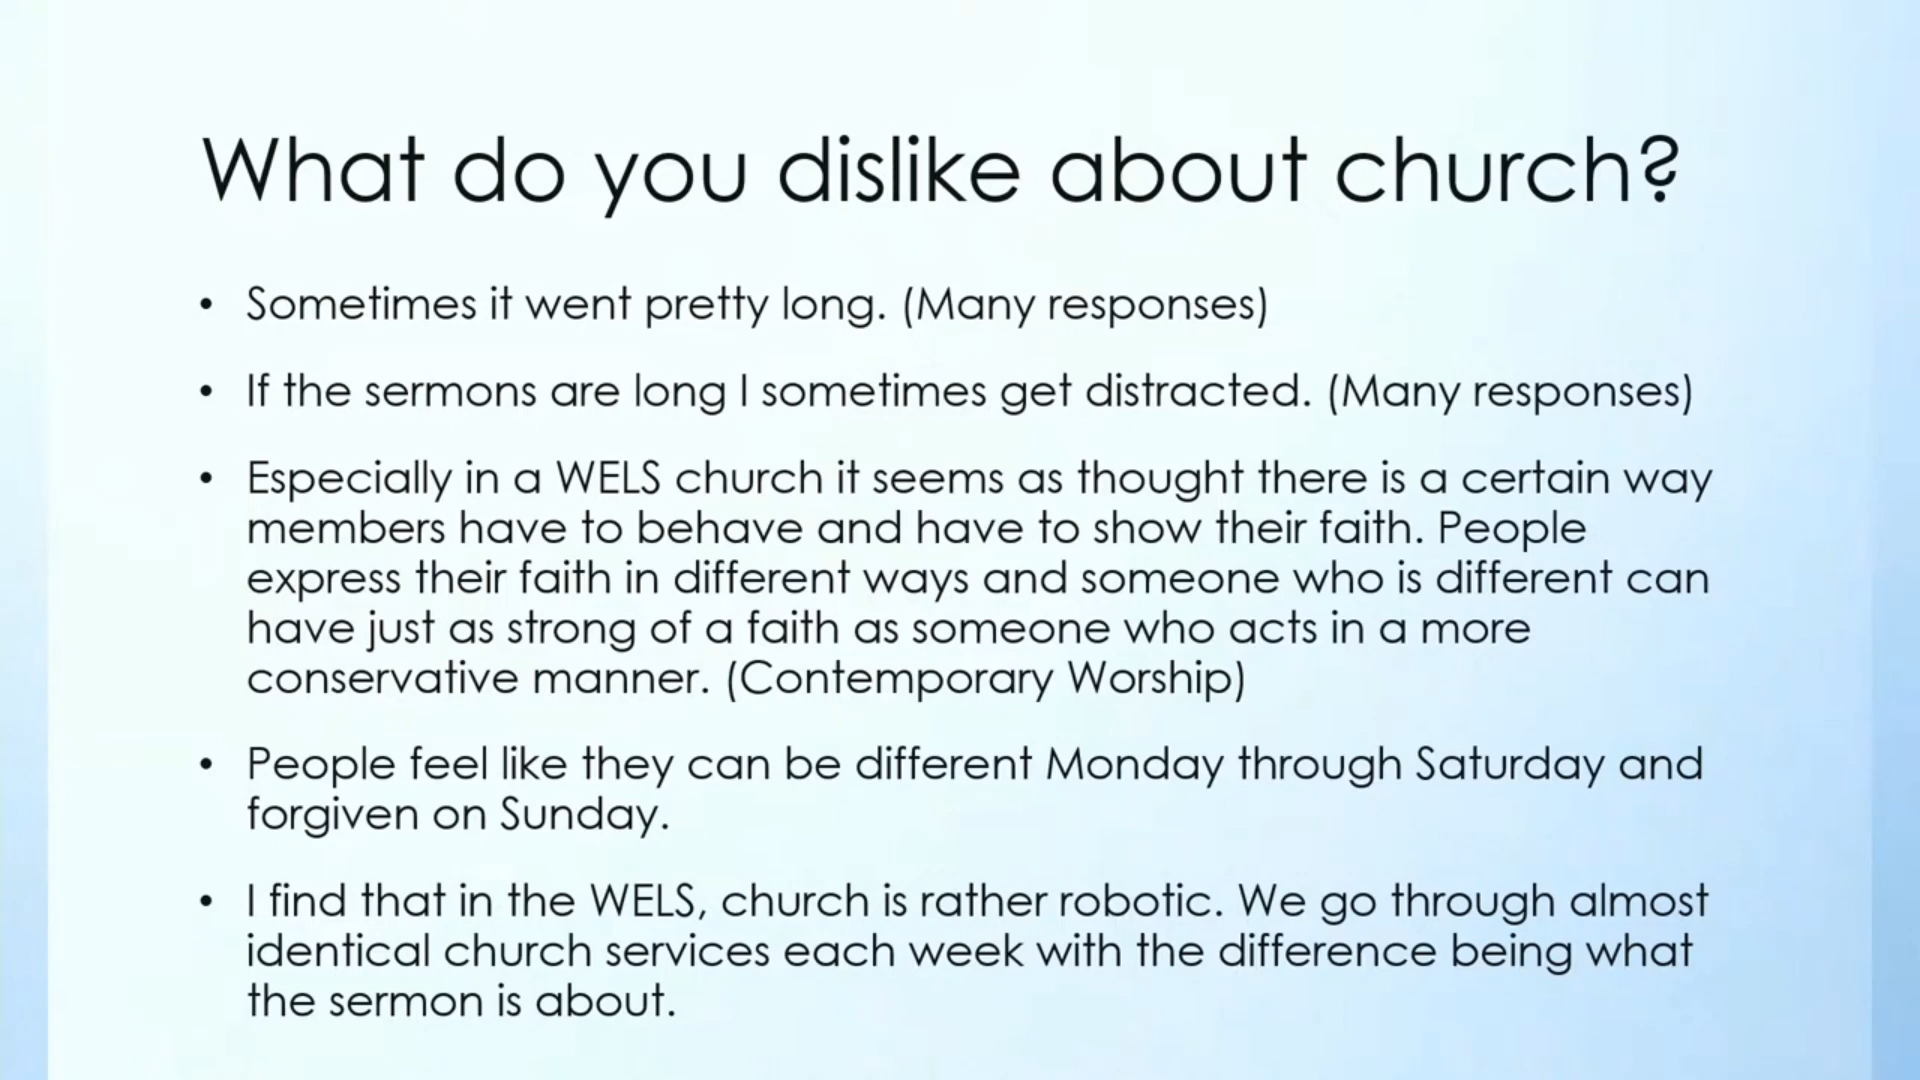 What do you dislike about church?
• Sometimes it went pretty long. (Many responses)
• If the sermons are long I sometimes get distracted. (Many responses)
• Especially in a WELS church it seems as thought there is a certain way
members have to behave and have to show their faith. People
express their faith in different ways and someone who is different can
have just as strong of a faith as someone who acts in a more
conservative manner. (Contemporary Worship)
• People feel like they can be different Monday through Saturday and
forgiven on Sunday.
• I find that in the WELS, church is rather robotic. We go through almost
identical church services each week with the difference being what
the sermon is about.